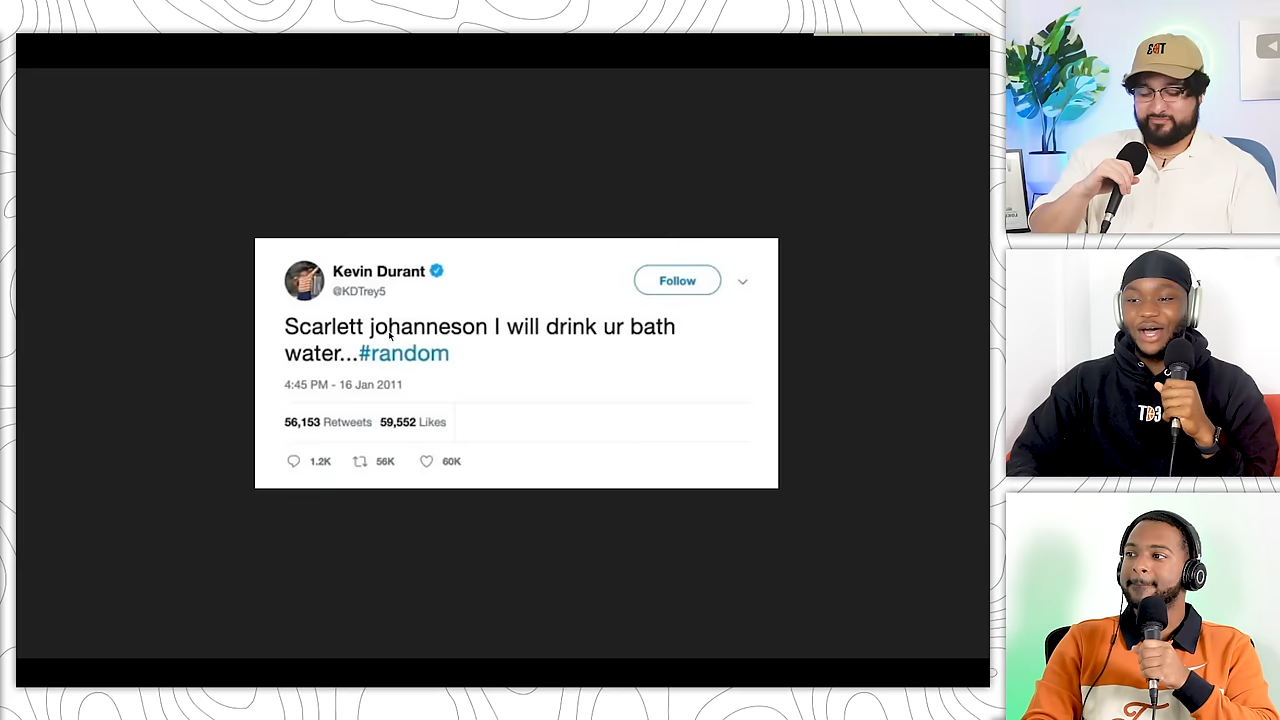 Kevin Durant
@KDTrey5
Follow
Scarlett johanneson I will drink ur bath
water...#random
4:45 PM - 16 Jan 2011
56,153 Retweets 59,552 Likes
1.2K 56K 60K